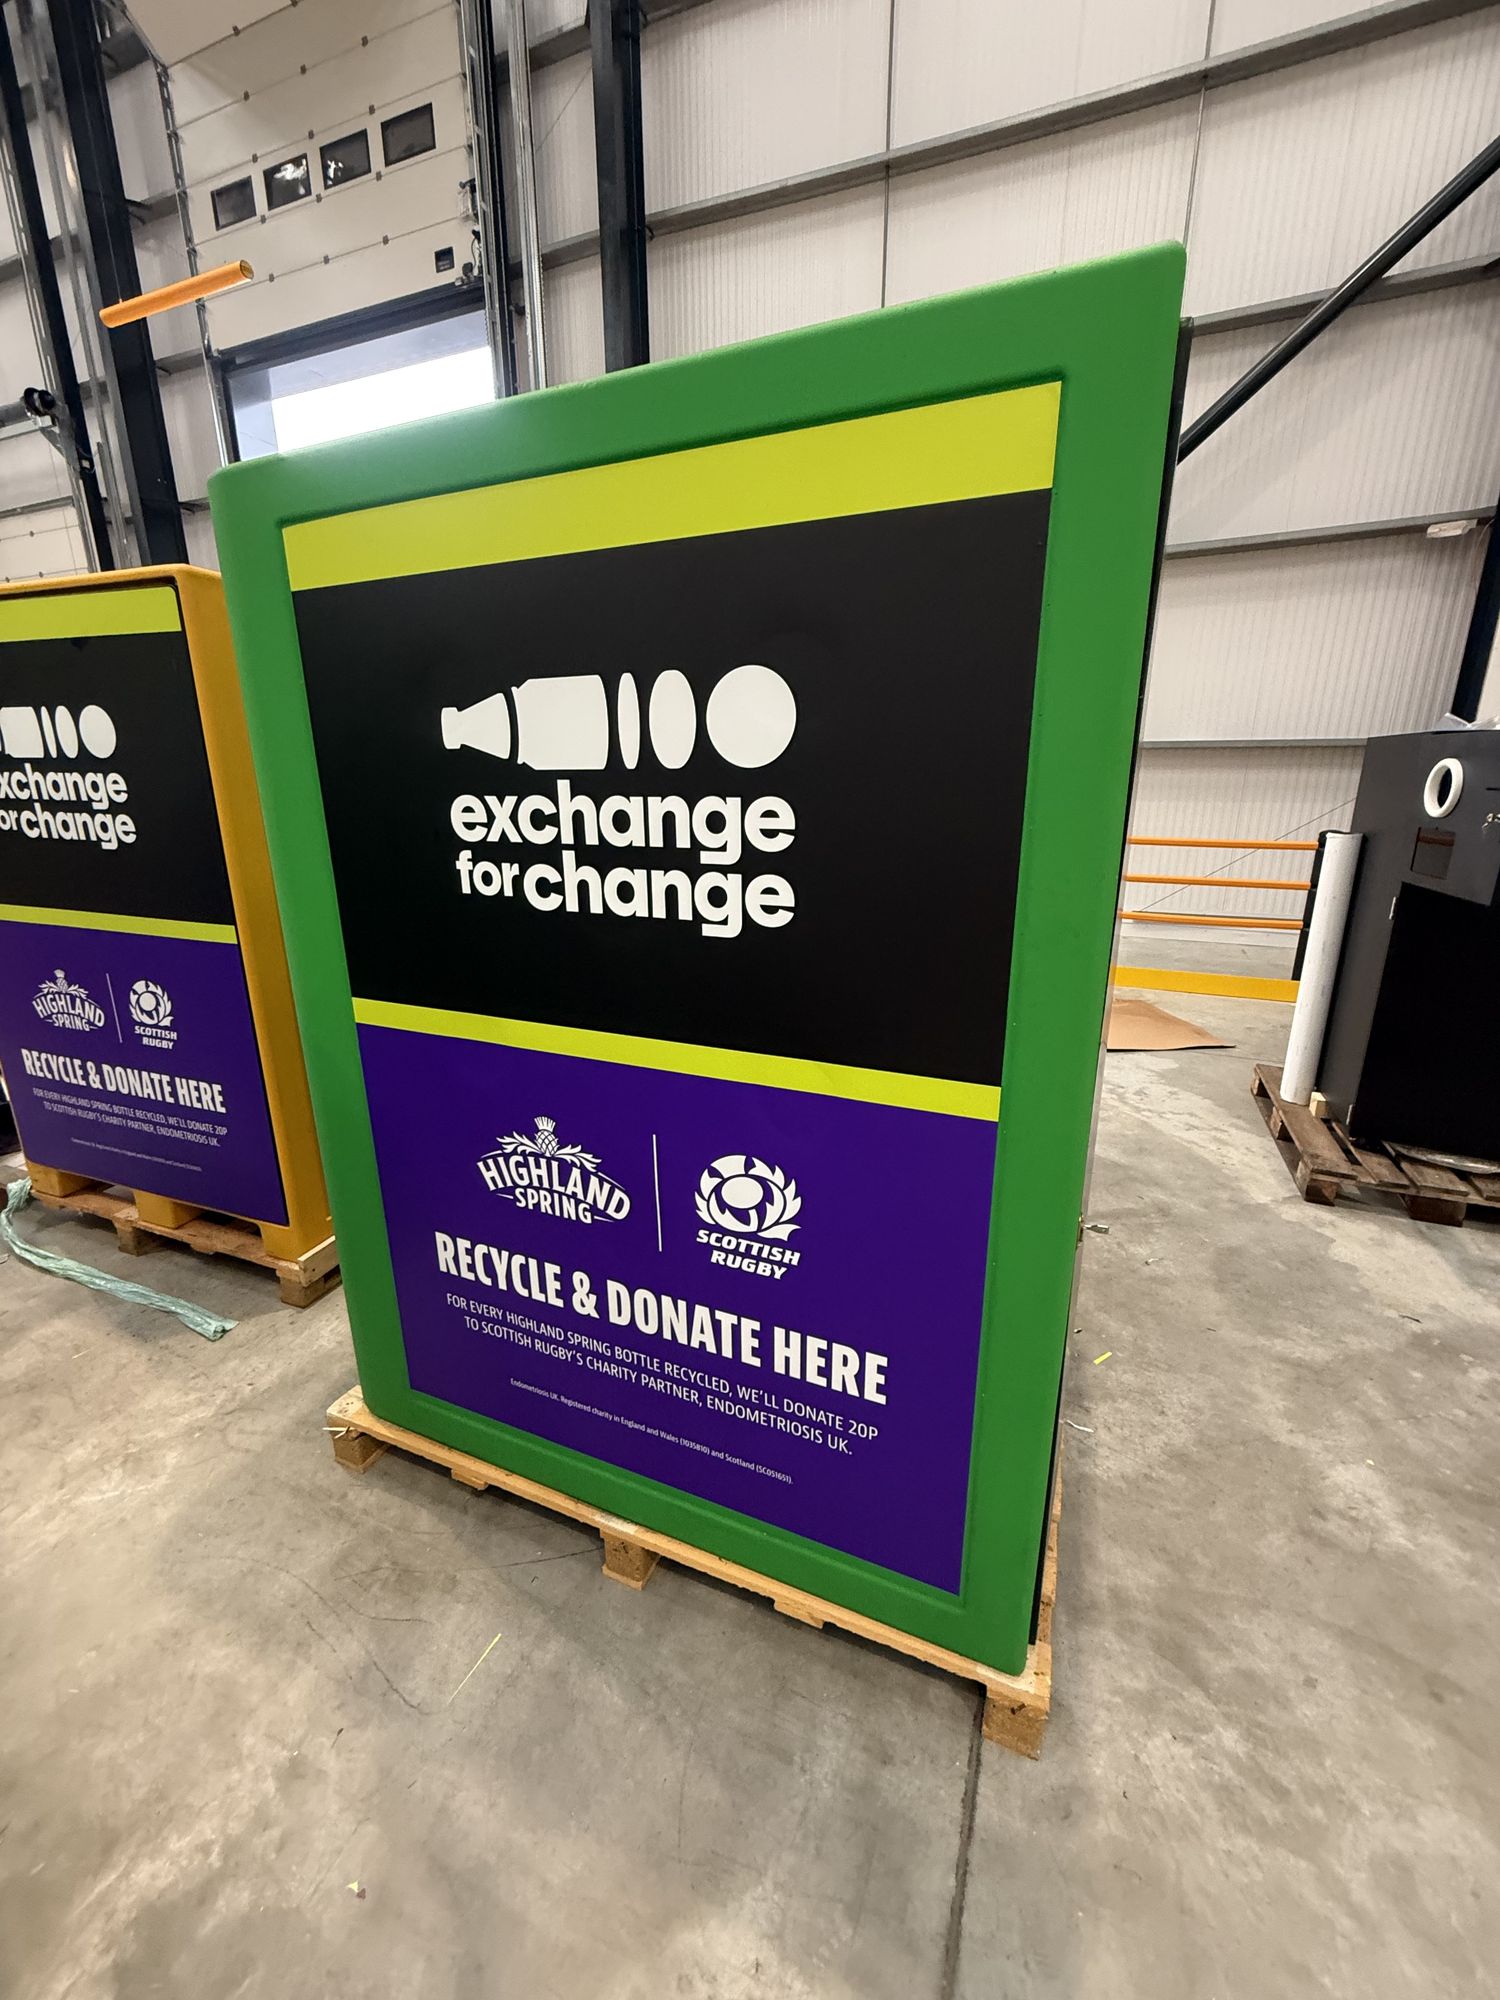 exchange
for change
HIGHLAND
SPRING
SCOTTISH
RUGBY
RECYCLE & DONATE HERE
FOR EVERY HIGHLAND SPRING BOTTLE RECYCLED, WE'LL DONATE 20P
TO SCOTTISH RUGBY'S CHARITY PARTNER, ENDOMETRIOSIS UK.
Endometriosis UK. Registered charity in England and Wales (1035810) and Scotland (SC051651).
xchange
or change
HIGHLAND
SPRING
SCOTTISH
RUGBY
RECYCLE & DONATE HERE
FOR EVERY HIGHLAND SPRING BOTTLE RECYCLED, WE'LL DONATE 20P
TO SCOTTISH RUGBY'S CHARITY PARTNER, ENDOMETRIOSIS UK.